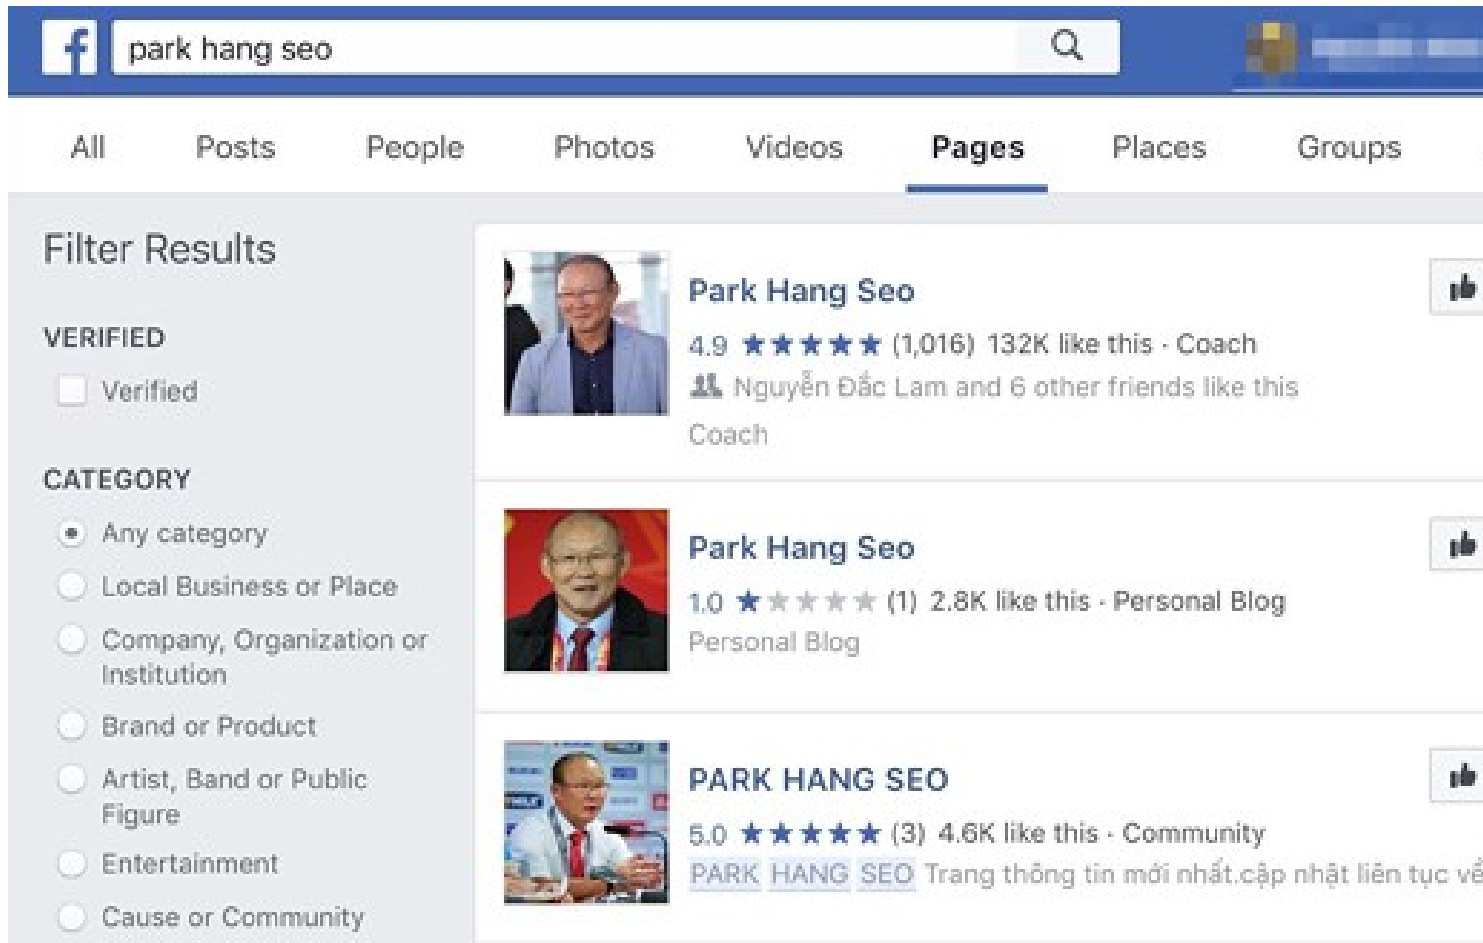 park hang seo
All Posts People Photos Videos Pages Places Groups
Filter Results
VERIFIED
Verified
CATEGORY
Any category
Local Business or Place
Company, Organization or
Institution
Brand or Product
Artist, Band or Public
Figure
Entertainment
Cause or Community
Park Hang Seo
4.9 ★★★★★ (1,016) 132K like this · Coach
Nguyễn Đắc Lam and 6 other friends like this
Coach
Park Hang Seo
1.0 ★★★★★ (1) 2.8K like this · Personal Blog
Personal Blog
PARK HANG SEO
5.0 ★★★★★ (3) 4.6K like this · Community
PARK HANG SEO Trang thông tin mới nhất.cập nhật liên tục về